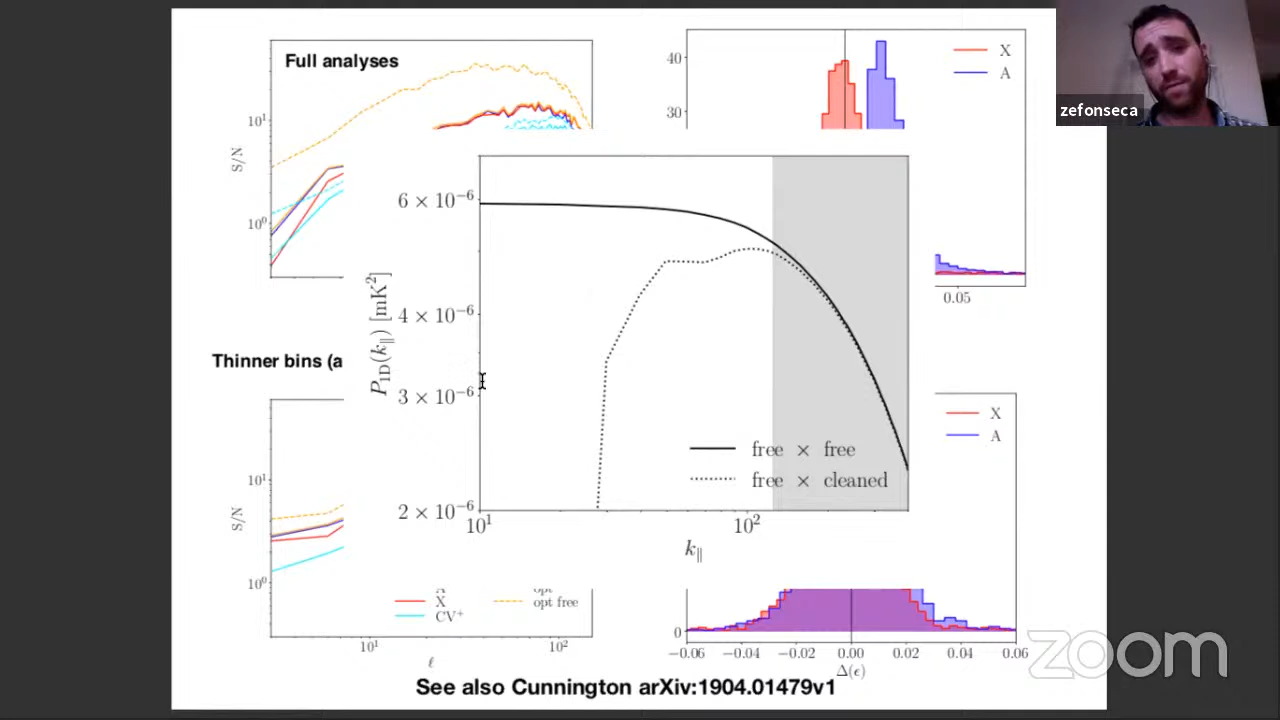 Full analyses
10¹
S/N
10⁰
40
30
X
A
0.05
zefonseca
6 × 10⁻⁶
4 × 10⁻⁶
3 × 10⁻⁶
2 × 10⁻⁶
P₁D(k∥) [mK²]
free × free
free × cleaned
10¹
10²
k∥
Thinner bins (a
10¹
S/N
10⁰
X
CV⁺
opt free
10¹
10²
ℓ
X
A
0
−0.06
−0.04
−0.02
0.00
0.02
0.04
0.06
Δ(ϵ)
See also Cunnington arXiv:1904.01479v1
zoom